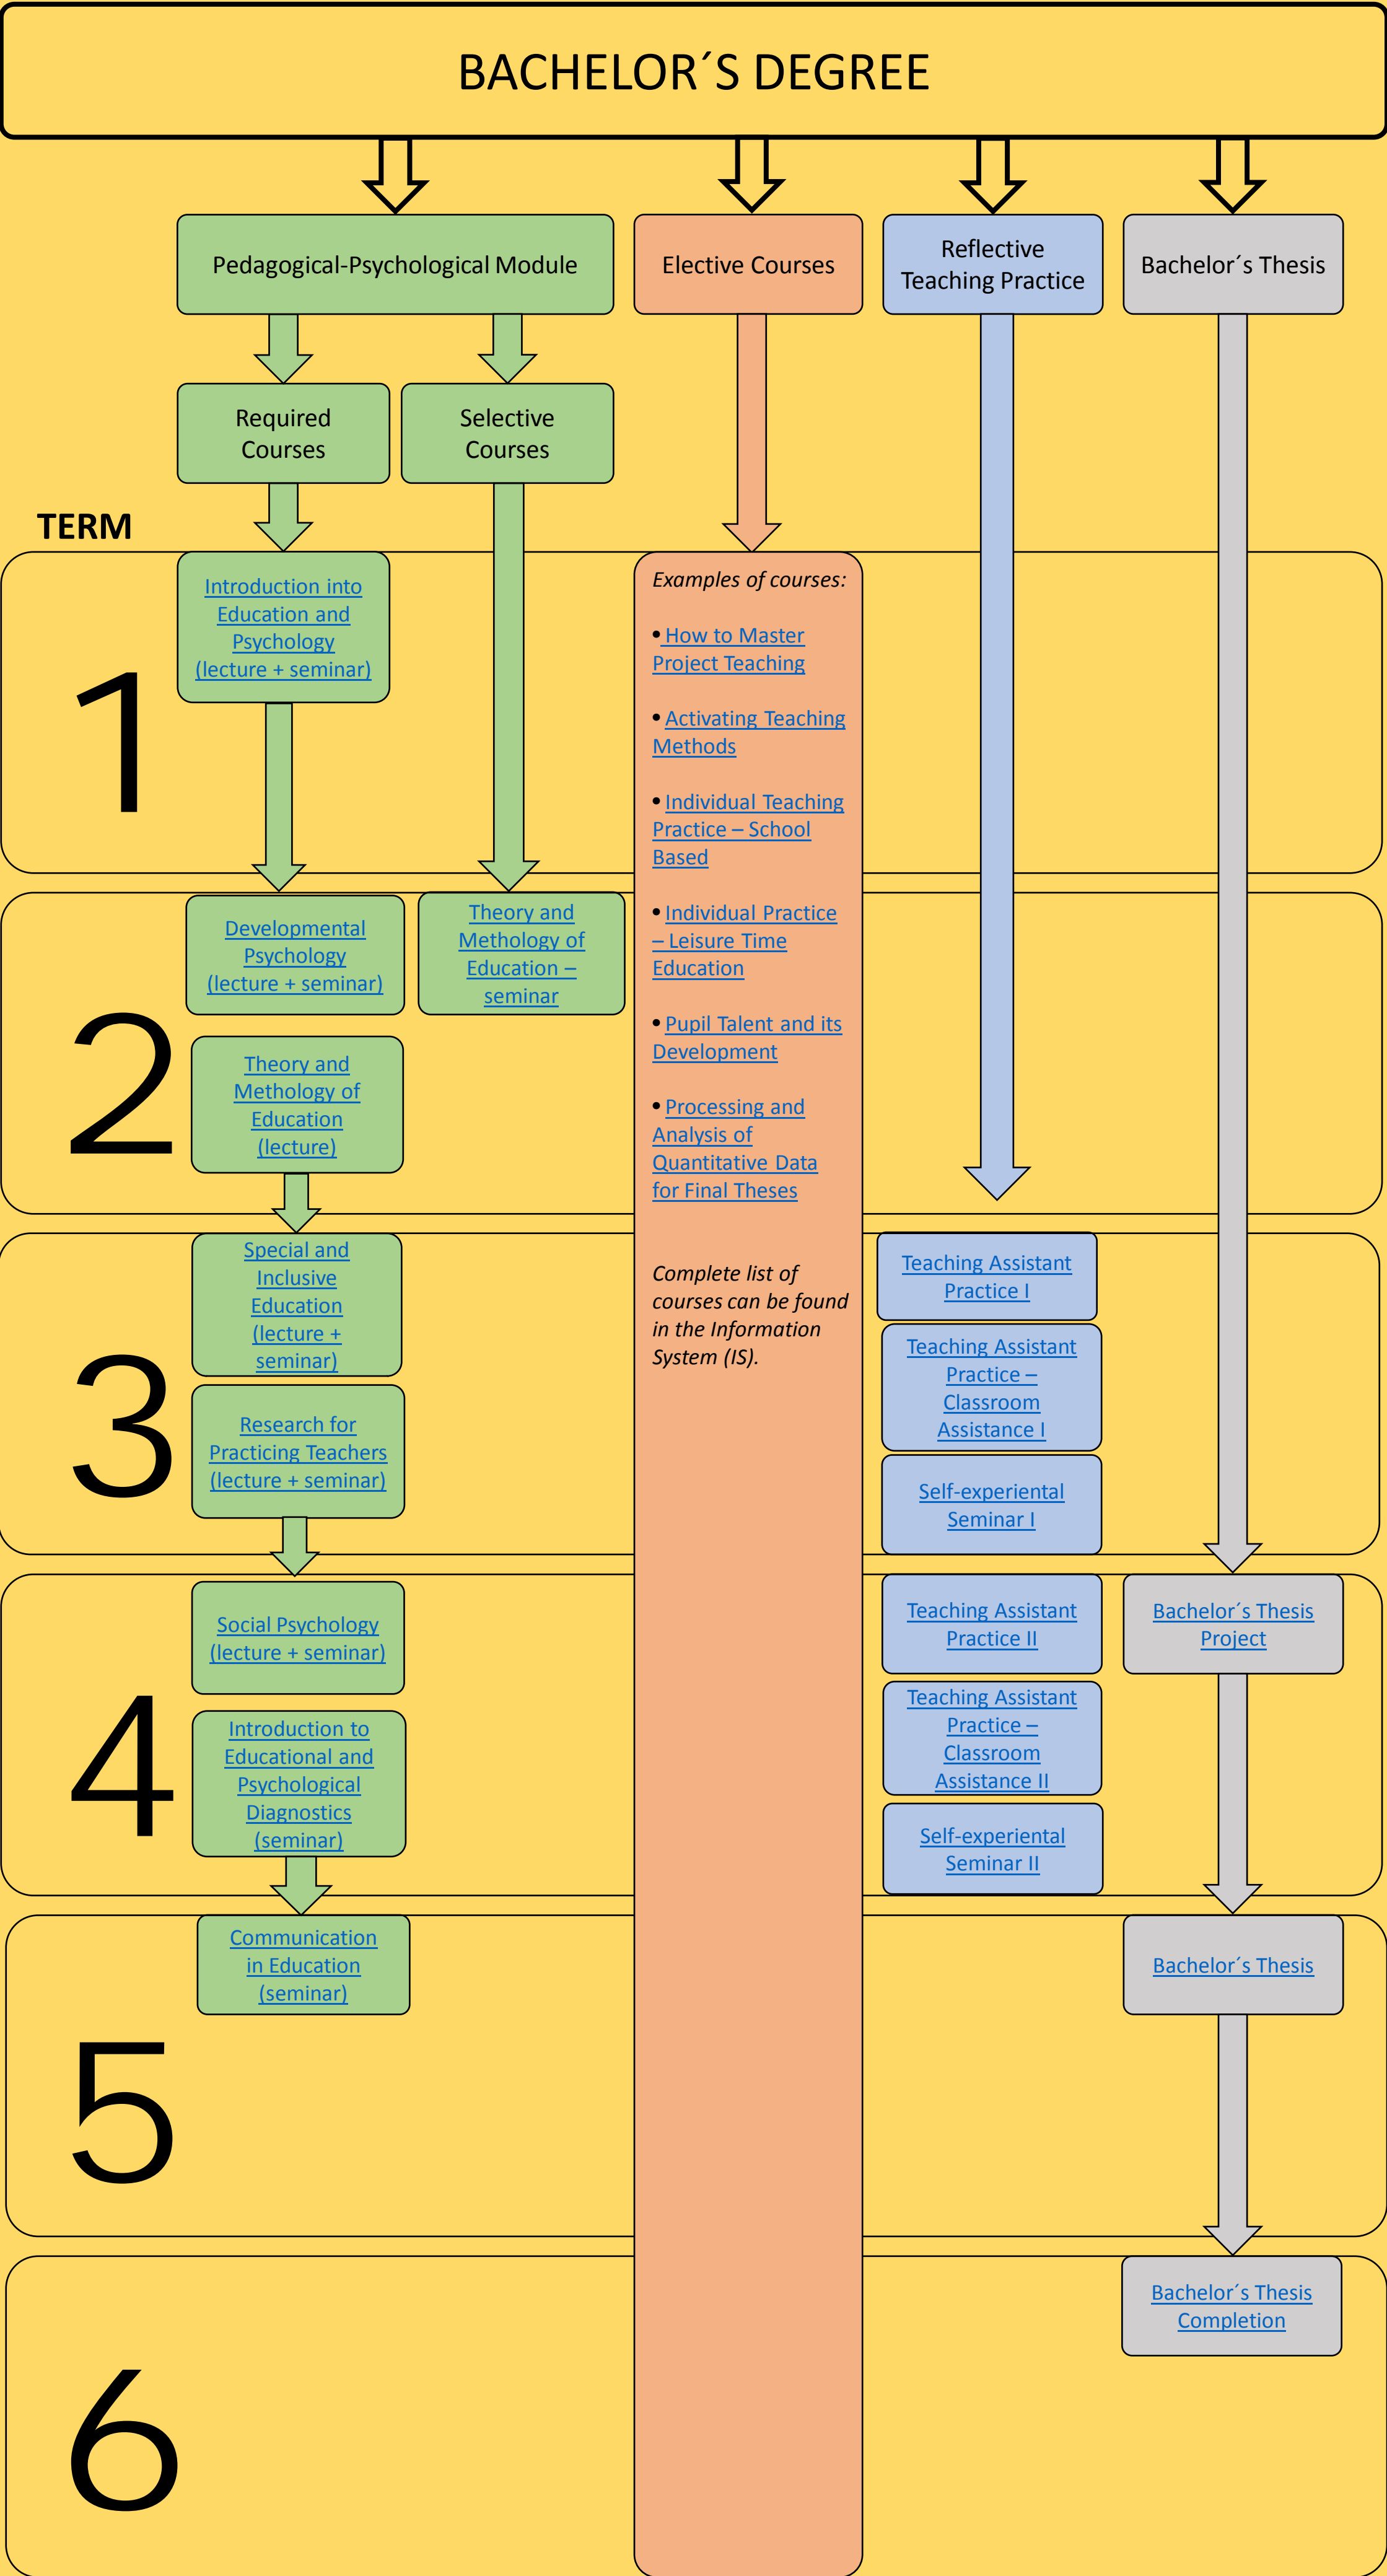 BACHELOR´S DEGREE
Pedagogical-Psychological Module
Elective Courses
Reflective
Teaching Practice
Bachelor´s Thesis
Required
Courses
Selective
Courses
TERM
1
Introduction into
Education and
Psychology
(lecture + seminar)
Examples of courses:
• How to Master
Project Teaching
• Activating Teaching
Methods
• Individual Teaching
Practice – School
Based
• Individual Practice
– Leisure Time
Education
• Pupil Talent and its
Development
• Processing and
Analysis of
Quantitative Data
for Final Theses
Complete list of
courses can be found
in the Information
System (IS).
2
Developmental
Psychology
(lecture + seminar)
Theory and
Methology of
Education –
seminar
Theory and
Methology of
Education
(lecture)
3
Special and
Inclusive
Education
(lecture +
seminar)
Research for
Practicing Teachers
(lecture + seminar)
Teaching Assistant
Practice I
Teaching Assistant
Practice –
Classroom
Assistance I
Self-experiental
Seminar I
4
Social Psychology
(lecture + seminar)
Introduction to
Educational and
Psychological
Diagnostics
(seminar)
Teaching Assistant
Practice II
Teaching Assistant
Practice –
Classroom
Assistance II
Self-experiental
Seminar II
Bachelor´s Thesis
Project
5
Communication
in Education
(seminar)
Bachelor´s Thesis
6
Bachelor´s Thesis
Completion